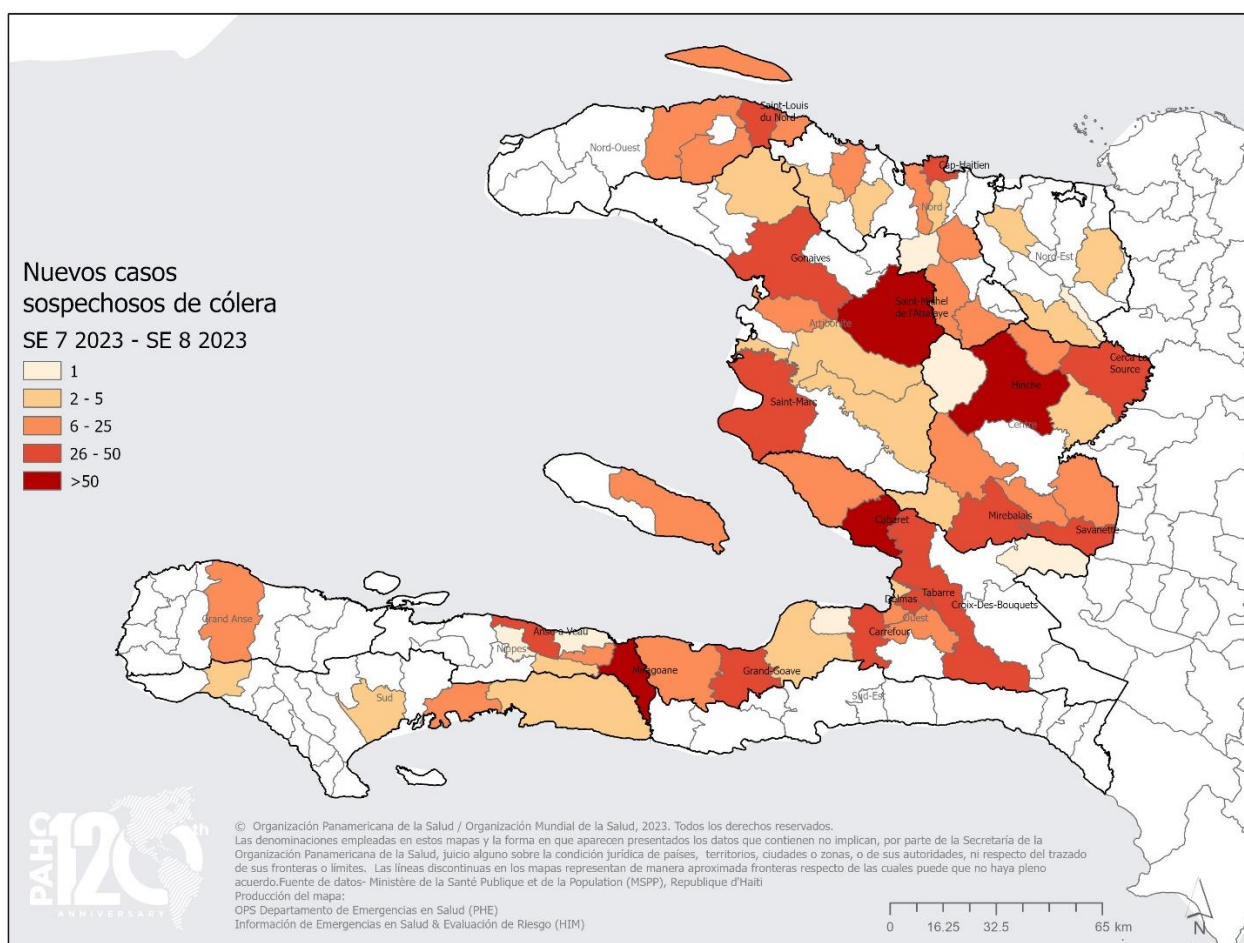 Saint-Louis
du Nord
Nord-Ouest
Cap-Haïtien
Nord
Nord-Est
Gonaives
Saint-Michel
de l'Attalaye
Artibonite
Cerca La
Source
Hinche
Saint-Marc
Centre
Nuevos casos
sospechosos de cólera
SE 7 2023 - SE 8 2023
1
2 - 5
6 - 25
26 - 50
>50
Cabaret
Mirebalais
Savanette
Delmas
Tabarre
Croix-Des-Bouquets
Ouest
Carrefour
Grand Anse
Anse-à-Veau
Nippes
Miragoane
Grand-Goave
Sud
Sud-Est
PAHO
120th
ANNIVERSARY
© Organización Panamericana de la Salud / Organización Mundial de la Salud, 2023. Todos los derechos reservados.
Las denominaciones empleadas en estos mapas y la forma en que aparecen presentados los datos que contienen no implican, por parte de la Secretaría de la
Organización Panamericana de la Salud, juicio alguno sobre la condición jurídica de países, territorios, ciudades o zonas, o de sus autoridades, ni respecto del trazado
de sus fronteras o límites. Las líneas discontinuas en los mapas representan de manera aproximada fronteras respecto de las cuales puede que no haya pleno
acuerdo.Fuente de datos- Ministère de la Santé Publique et de la Population (MSPP), Republique d'Haiti
Producción del mapa:
OPS Departamento de Emergencias en Salud (PHE)
Información de Emergencias en Salud & Evaluación de Riesgo (HIM)
0 16.25 32.5 65 km
N